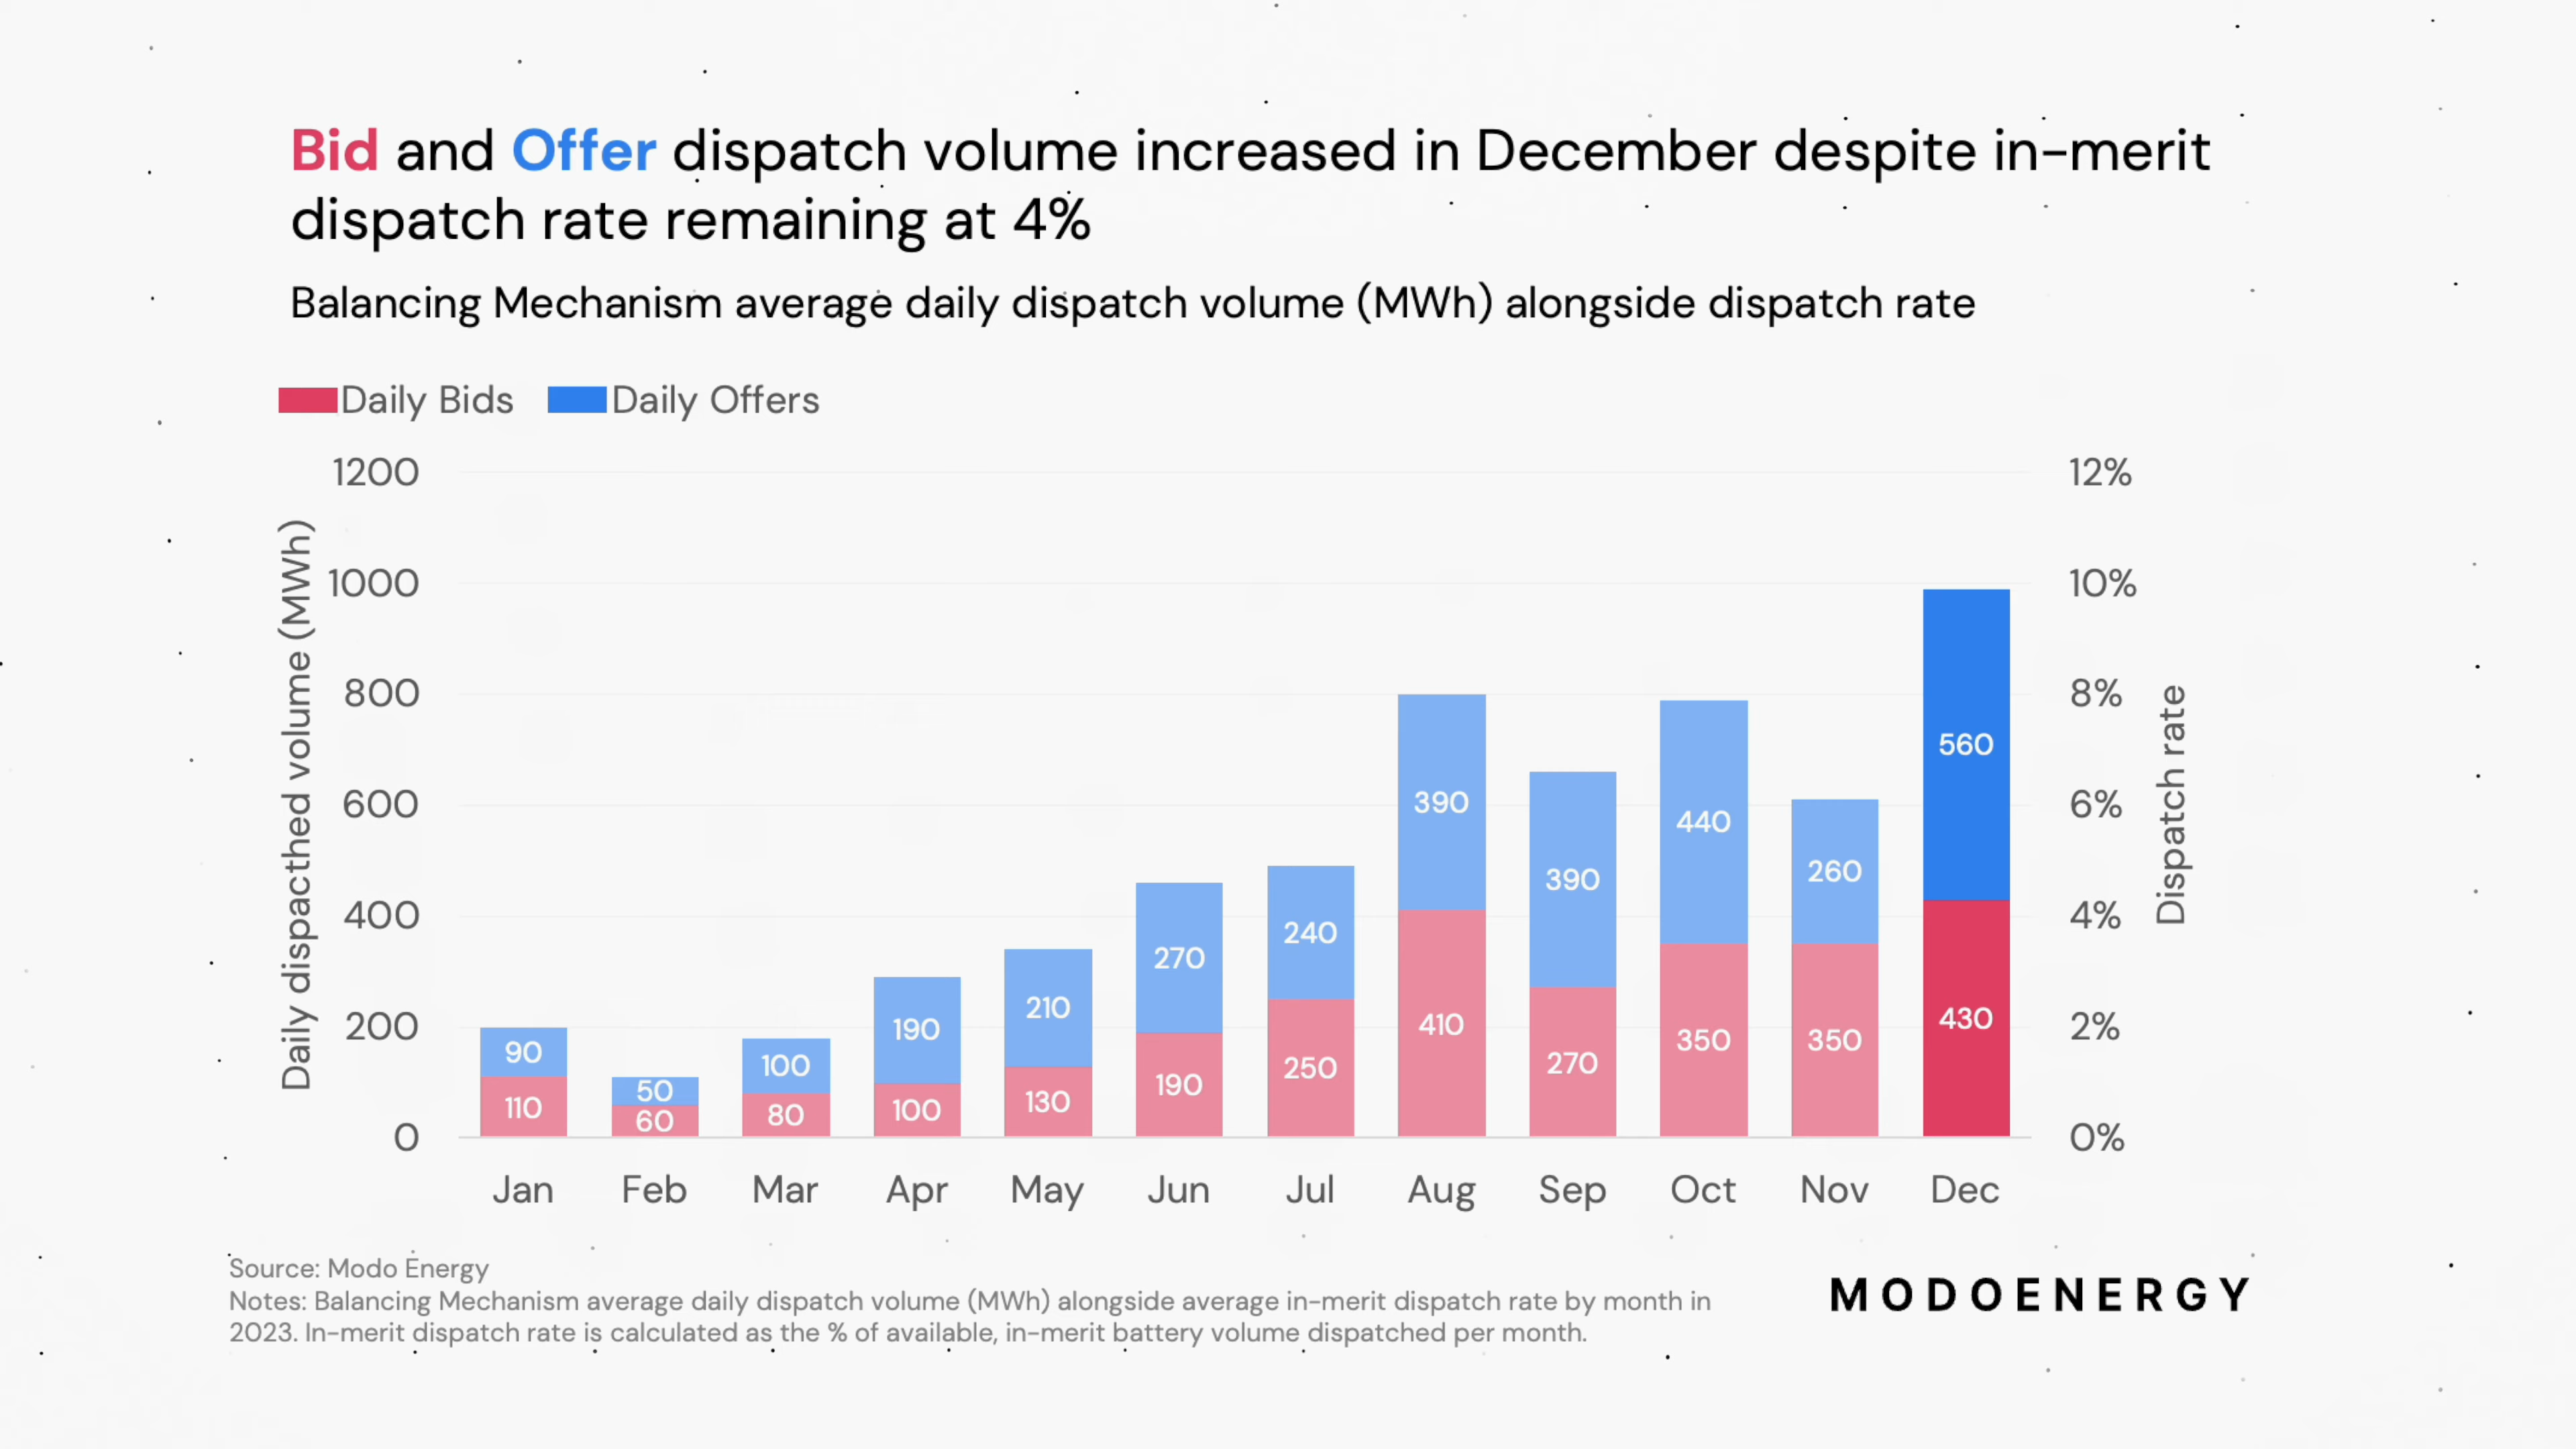 Bid and Offer dispatch volume increased in December despite in-merit
dispatch rate remaining at 4%
Balancing Mechanism average daily dispatch volume (MWh) alongside dispatch rate
Daily Bids Daily Offers
Daily dispacthed volume (MWh)
1200
1000
800
600
400
200
0
12%
10%
8%
6%
4%
2%
0%
Dispatch rate
90 50 100 190 210 270 240 390 390 440 260 560
110 60 80 100 130 190 250 410 270 350 350 430
Jan Feb Mar Apr May Jun Jul Aug Sep Oct Nov Dec
Source: Modo Energy
Notes: Balancing Mechanism average daily dispatch volume (MWh) alongside average in-merit dispatch rate by month in
2023. In-merit dispatch rate is calculated as the % of available, in-merit battery volume dispatched per month.
MODOENERGY